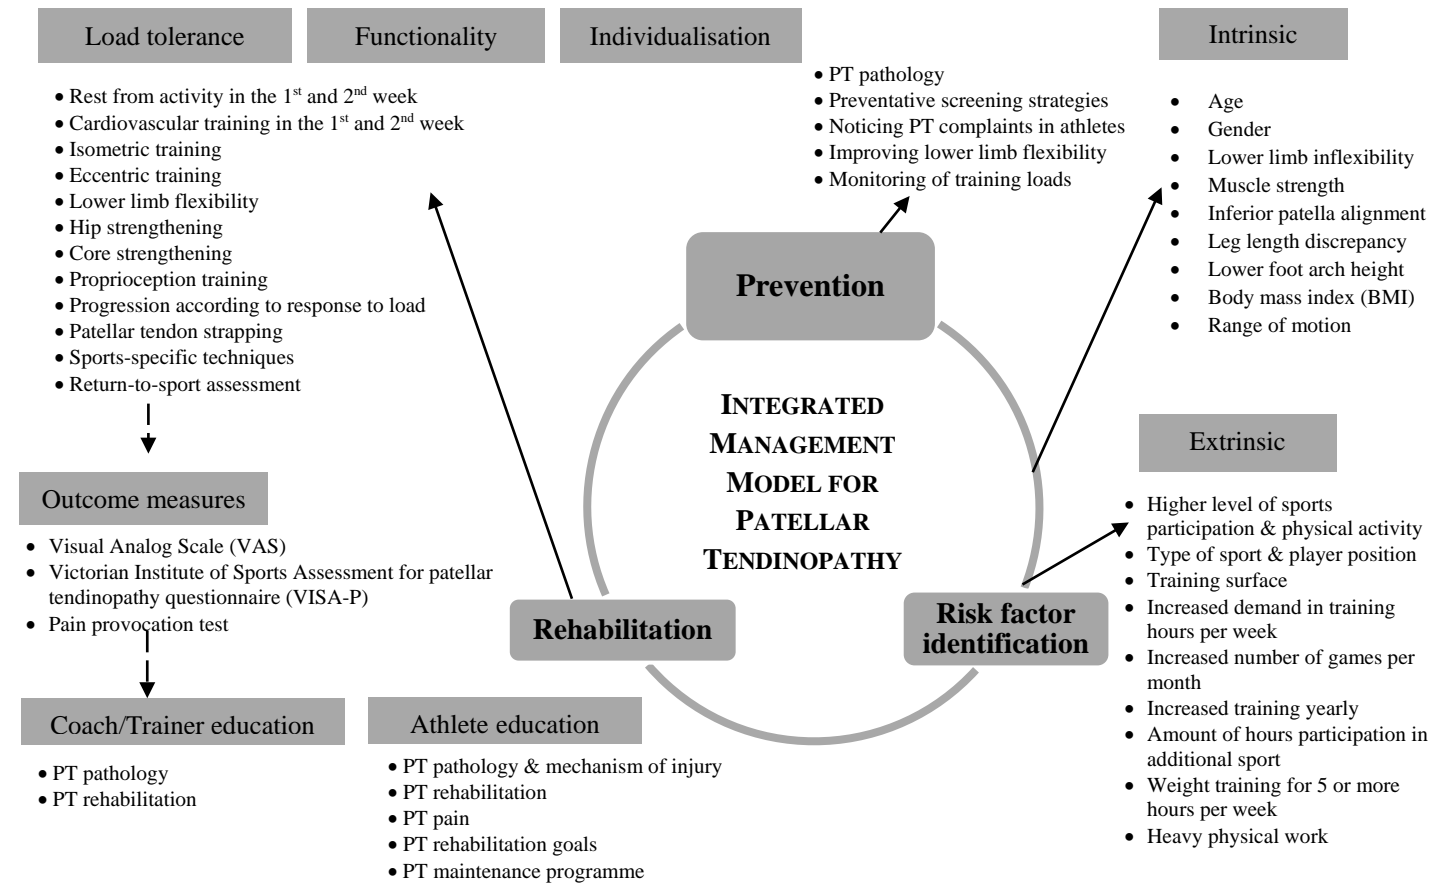 Load tolerance
Functionality
Individualisation
• Rest from activity in the 1st and 2nd week
• Cardiovascular training in the 1st and 2nd week
• Isometric training
• Eccentric training
• Lower limb flexibility
• Hip strengthening
• Core strengthening
• Proprioception training
• Progression according to response to load
• Patellar tendon strapping
• Sports-specific techniques
• Return-to-sport assessment
Outcome measures
• Visual Analog Scale (VAS)
• Victorian Institute of Sports Assessment for patellar
tendinopathy questionnaire (VISA-P)
• Pain provocation test
Coach/Trainer education
• PT pathology
• PT rehabilitation
Athlete education
• PT pathology & mechanism of injury
• PT rehabilitation
• PT pain
• PT rehabilitation goals
• PT maintenance programme
• PT pathology
• Preventative screening strategies
• Noticing PT complaints in athletes
• Improving lower limb flexibility
• Monitoring of training loads
Prevention
INTEGRATED
MANAGEMENT
MODEL FOR
PATELLAR
TENDINOPATHY
Rehabilitation
Risk factor
identification
Intrinsic
• Age
• Gender
• Lower limb inflexibility
• Muscle strength
• Inferior patella alignment
• Leg length discrepancy
• Lower foot arch height
• Body mass index (BMI)
• Range of motion
Extrinsic
• Higher level of sports
participation & physical activity
• Type of sport & player position
• Training surface
• Increased demand in training
hours per week
• Increased number of games per
month
• Increased training yearly
• Amount of hours participation in
additional sport
• Weight training for 5 or more
hours per week
• Heavy physical work